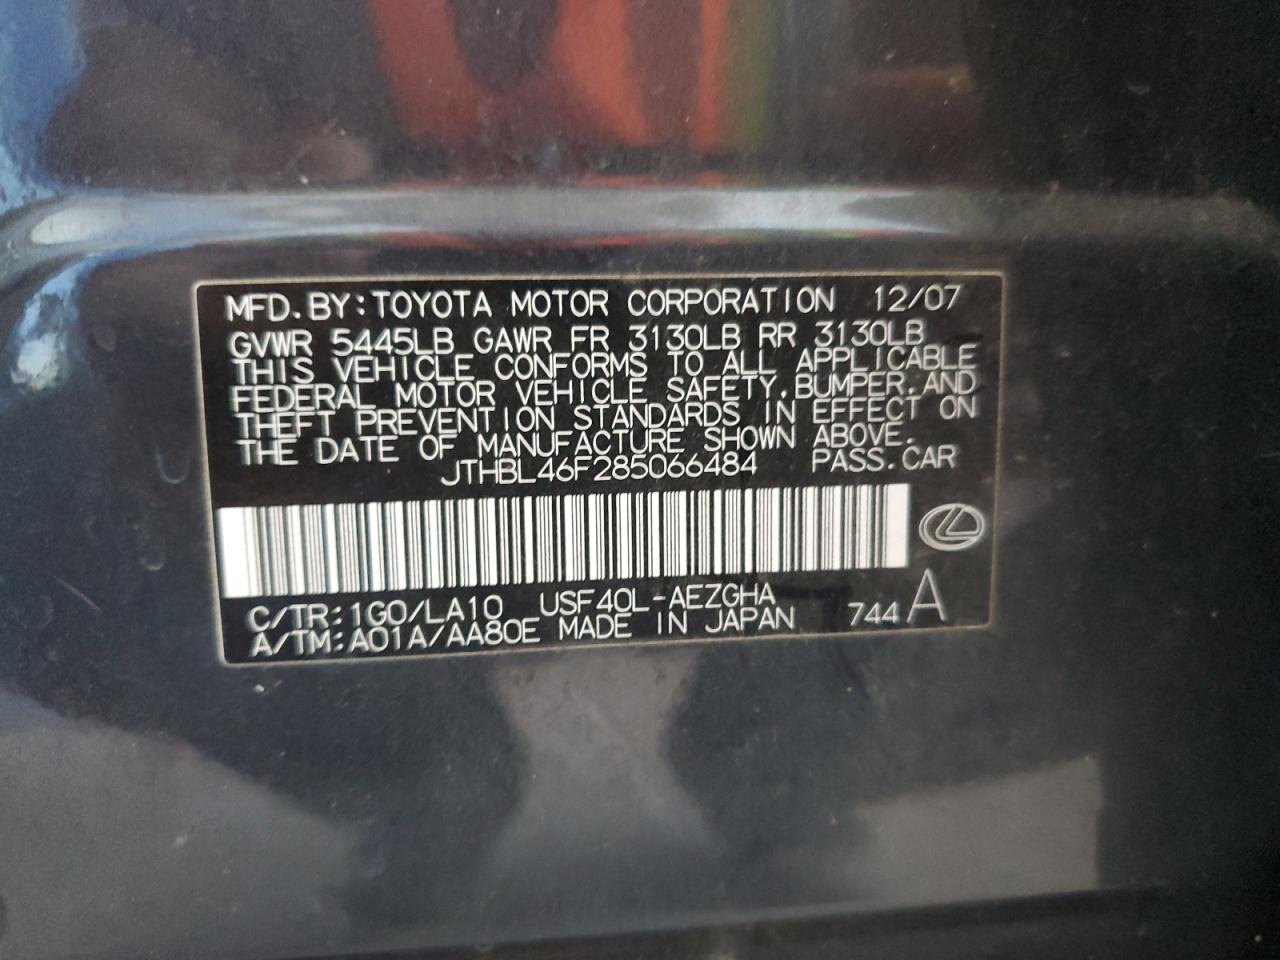 MFD. BY: TOYOTA MOTOR CORPORATION 12/07
GVWR 5445LB GAWR FR 3130LB RR 3130LB
THIS VEHICLE CONFORMS TO ALL APPLICABLE
FEDERAL MOTOR VEHICLE SAFETY, BUMPER, AND
THEFT PREVENTION STANDARDS IN EFFECT ON
THE DATE OF MANUFACTURE SHOWN ABOVE.
JTHBL46F285066484 PASS. CAR
C/TR: 1G0/LA10 USF40L-AEZGHA
A/TM: A01A/AA80E MADE IN JAPAN 744 A